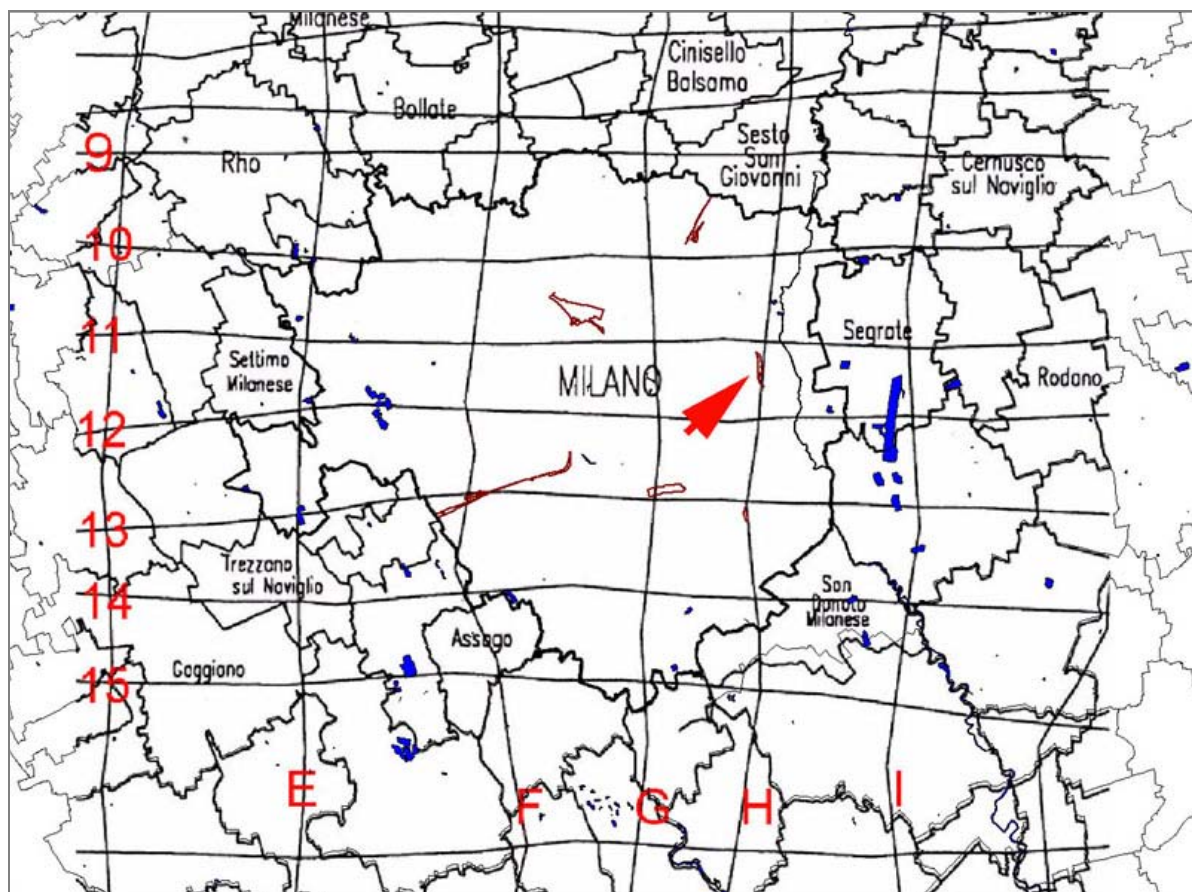 Milanese
Cinisello
Balsamo
Bollate
9
Rho
Sesto
San
Giovanni
Cernusco
sul Naviglio
10
11
Segrate
Settimo
Milanese
MILANO
Rodano
12
13
Trezzano
sul Naviglio
14
San
Donato
Milanese
Assago
Gaggiano
15
E
F
G
H
I